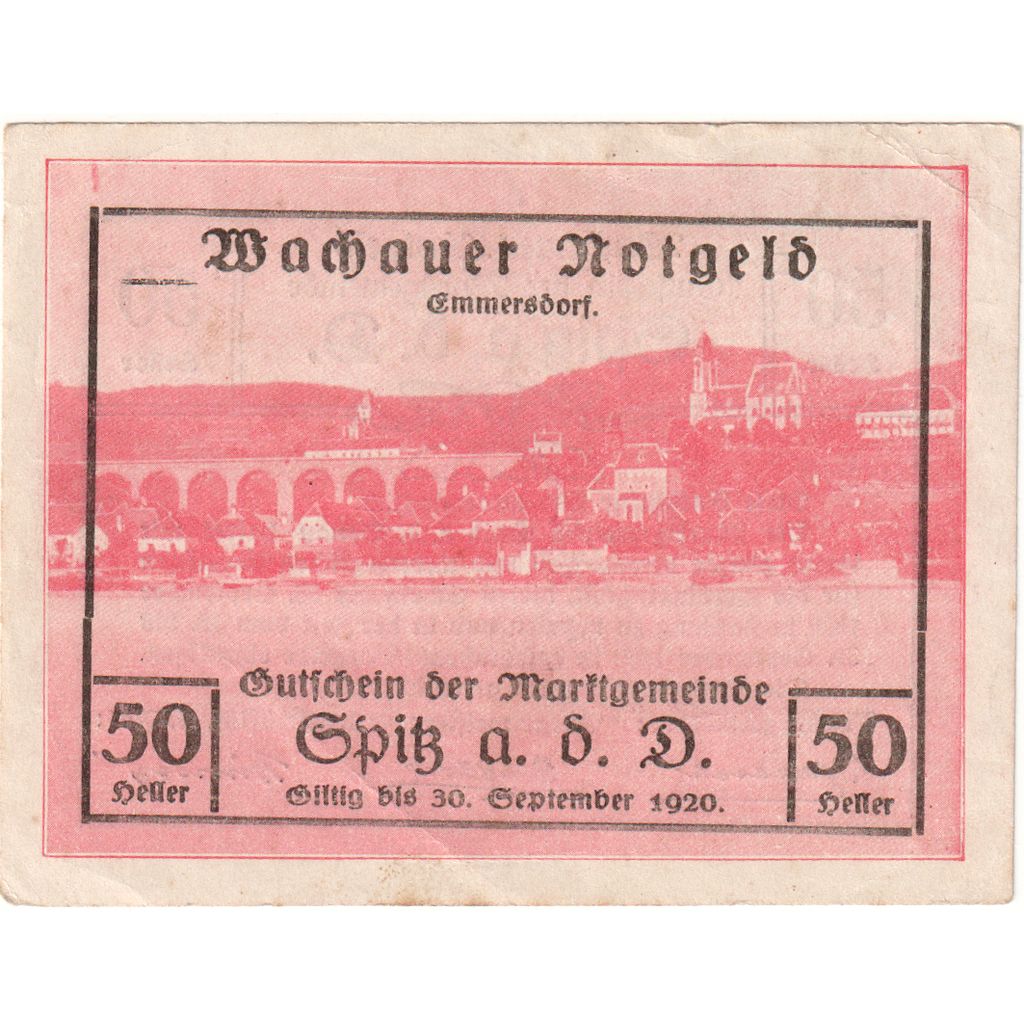 Wachauer Notgeld
Emmersdorf.
Gutschein der Marktgemeinde
Spitz a. d. D.
Giltig bis 30. September 1920.
50
Heller
50
Heller